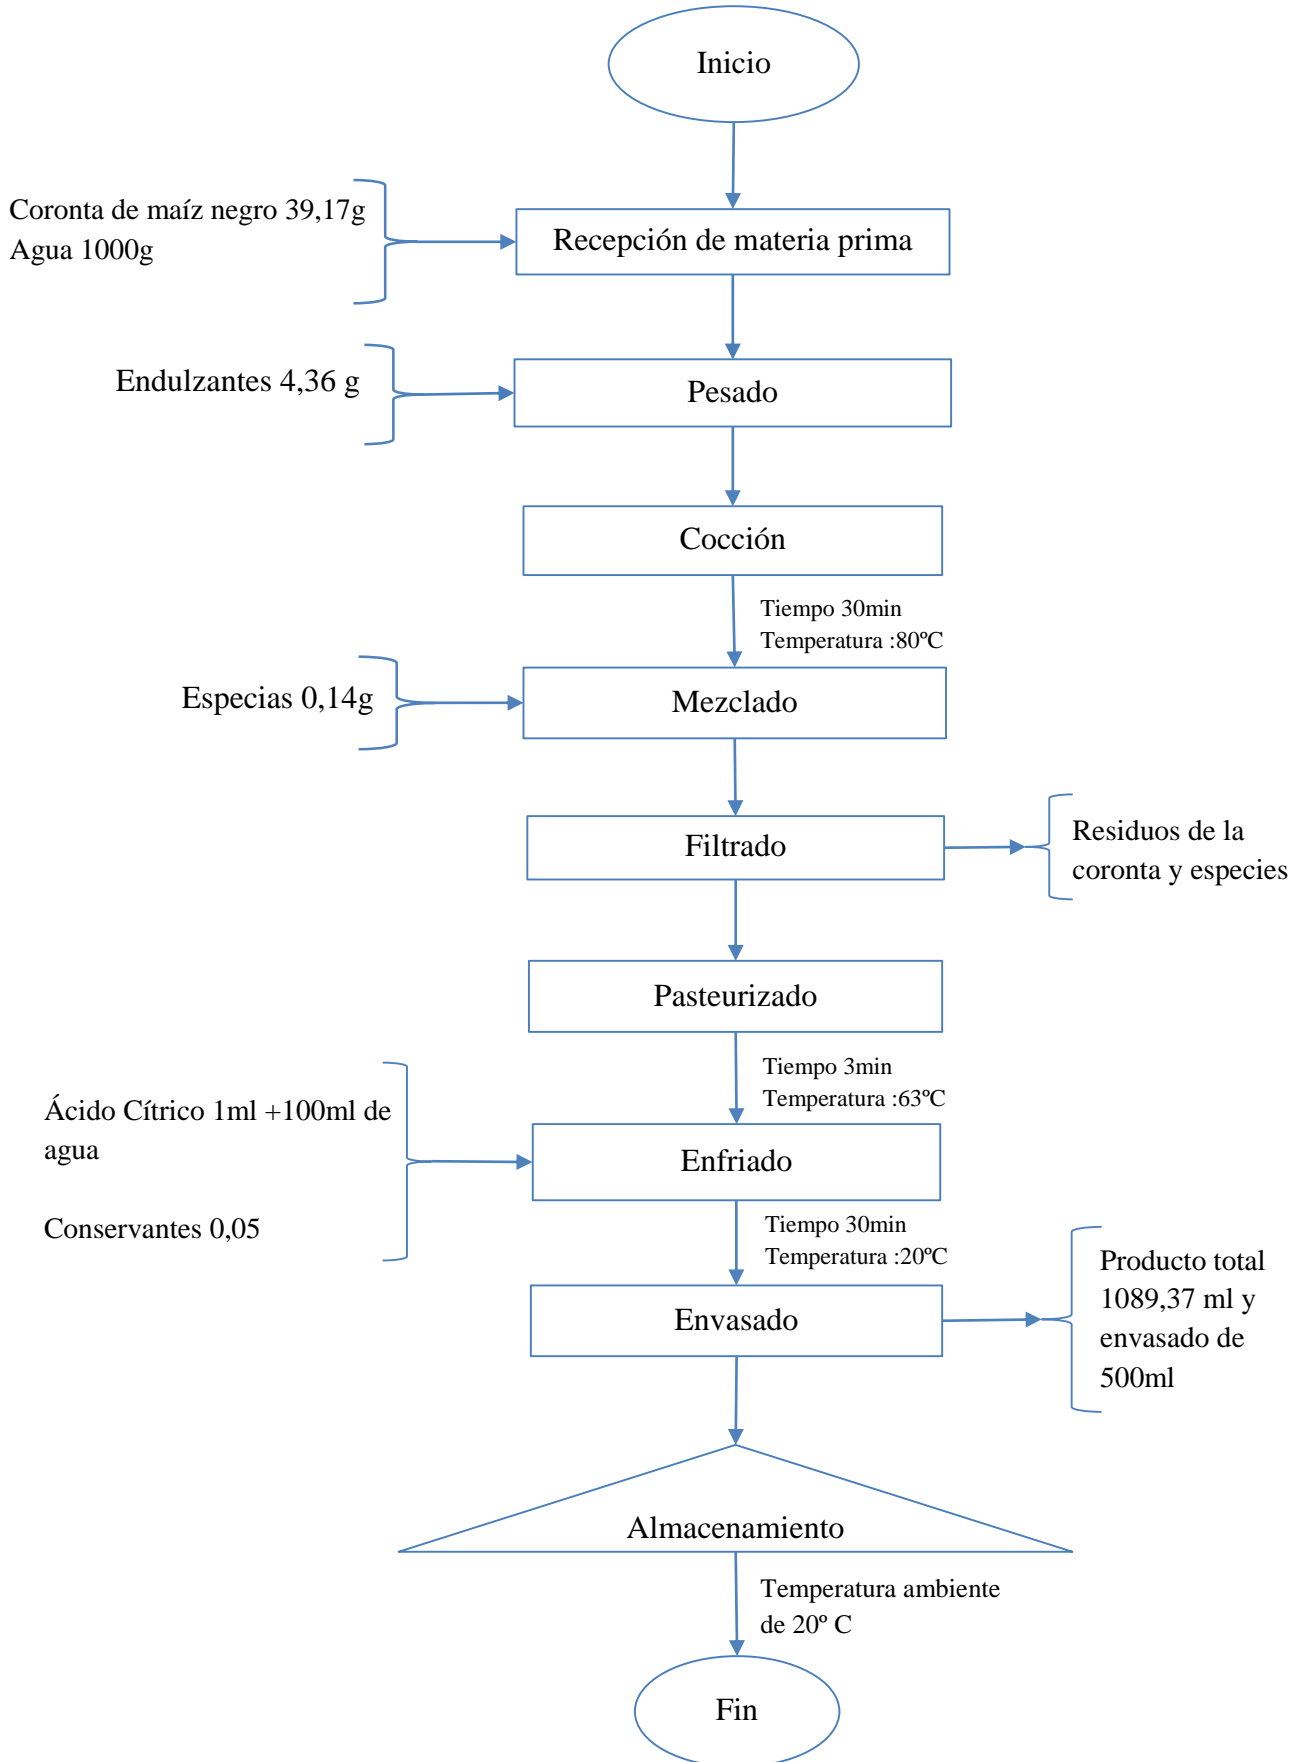 Inicio
Coronta de maíz negro 39,17g
Agua 1000g
Recepción de materia prima
Endulzantes 4,36 g
Pesado
Cocción
Tiempo 30min
Temperatura :80ºC
Especias 0,14g
Mezclado
Filtrado
Residuos de la
coronta y especies
Pasteurizado
Tiempo 3min
Temperatura :63ºC
Ácido Cítrico 1ml +100ml de
agua
Conservantes 0,05
Enfriado
Tiempo 30min
Temperatura :20ºC
Envasado
Producto total
1089,37 ml y
envasado de
500ml
Almacenamiento
Temperatura ambiente
de 20º C
Fin